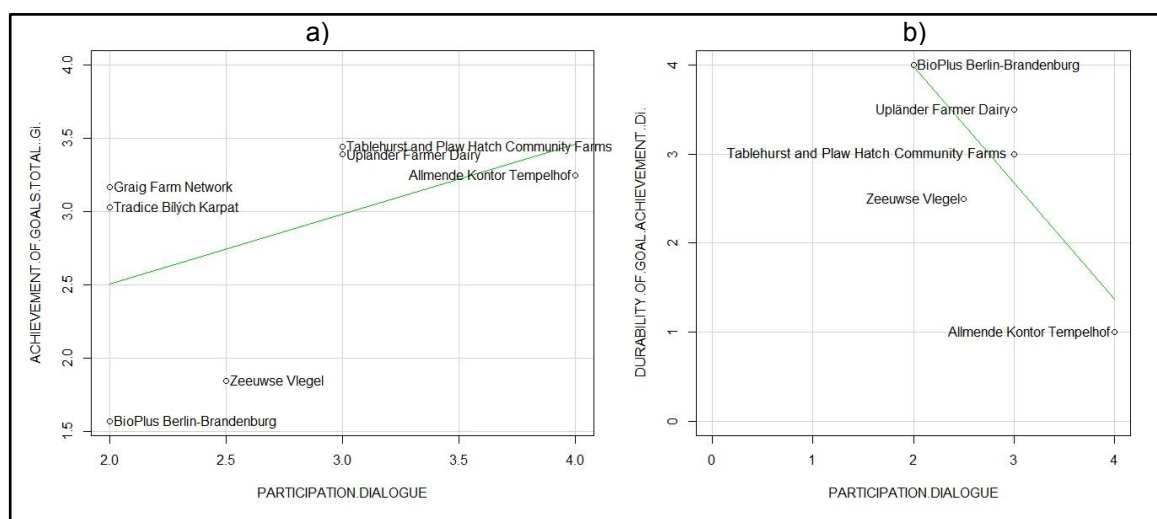 a)
ACHIEVEMENT.OF.GOALS.TOTAL..Gi.
4.0
3.5
3.0
2.5
2.0
1.5
Tablehurst and Plaw Hatch Community Farms
Upländer Farmer Dairy
Allmende Kontor Tempelhof
Graig Farm Network
Tradice Bílých Karpat
Zeeuwse Vlegel
BioPlus Berlin-Brandenburg
2.0 2.5 3.0 3.5 4.0
PARTICIPATION.DIALOGUE
b)
DURABILITY.OF.GOAL.ACHIEVEMENT..Di.
4
3
2
1
0
BioPlus Berlin-Brandenburg
Upländer Farmer Dairy
Tablehurst and Plaw Hatch Community Farms
Zeeuwse Vlegel
Allmende Kontor Tempelhof
0 1 2 3 4
PARTICIPATION.DIALOGUE